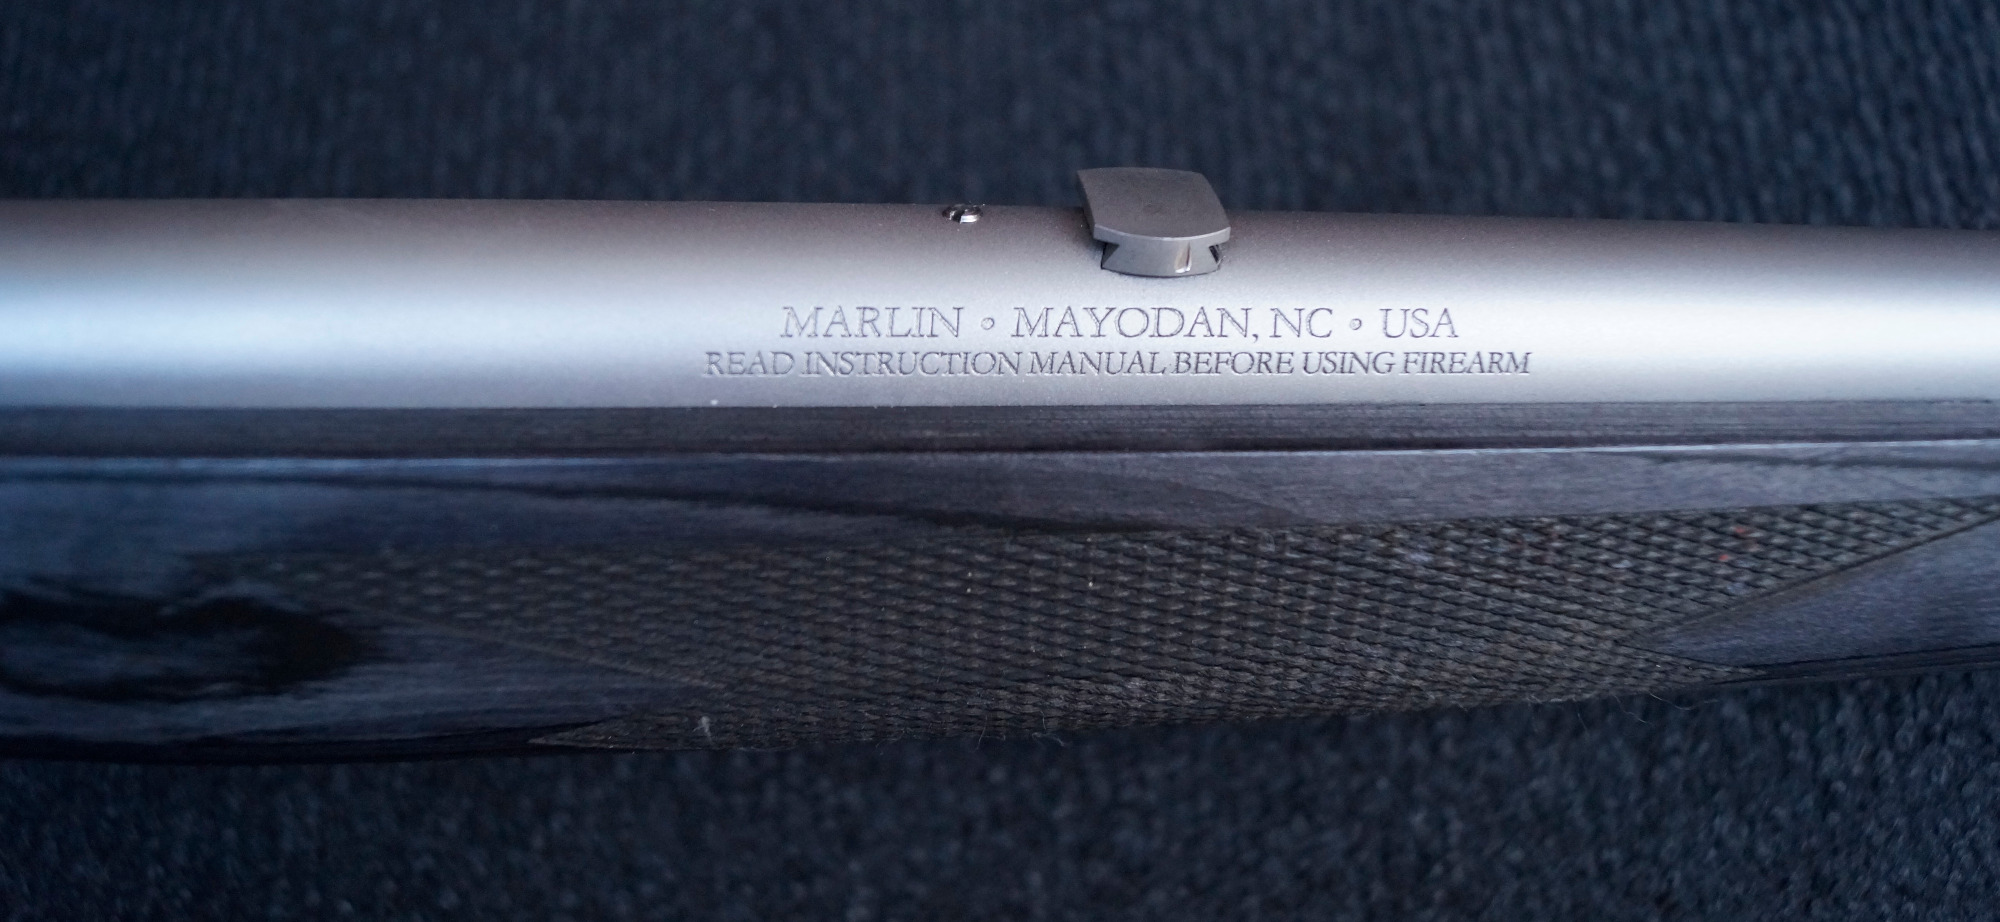 MARLIN • MAYODAN, NC • USA
READ INSTRUCTION MANUAL BEFORE USING FIREARM